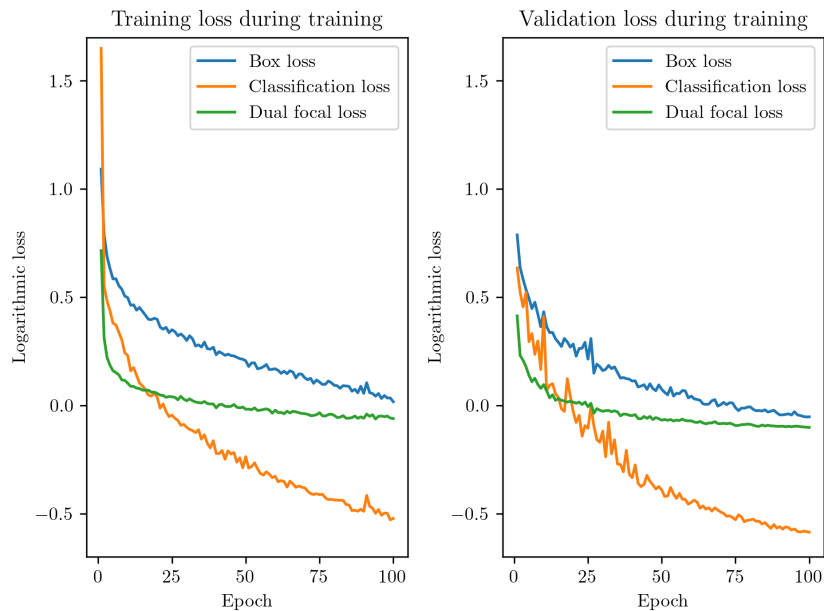 Training loss during training
Box loss
Classification loss
Dual focal loss
1.5
1.0
0.5
0.0
−0.5
Logarithmic loss
0
25
50
75
100
Epoch
Validation loss during training
Box loss
Classification loss
Dual focal loss
1.5
1.0
0.5
0.0
−0.5
Logarithmic loss
0
25
50
75
100
Epoch